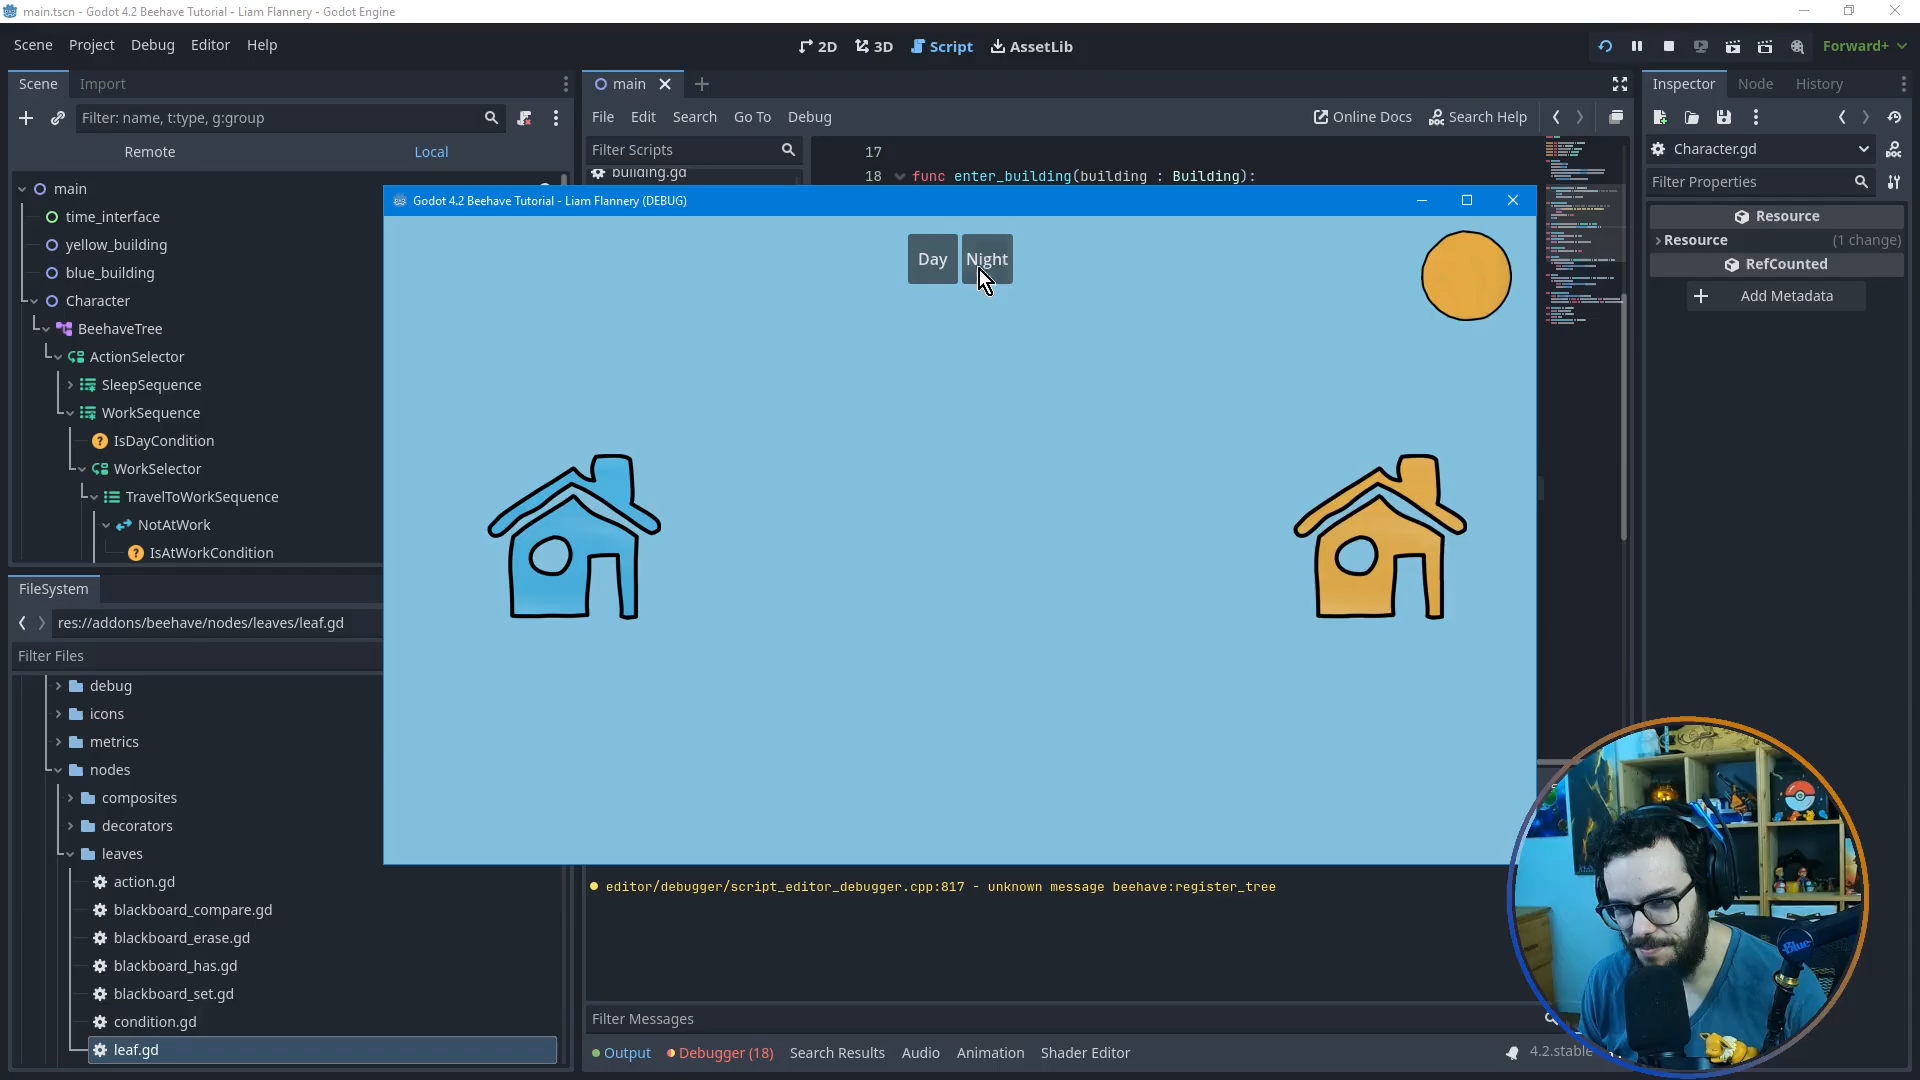 main.tscn - Godot 4.2 Beehave Tutorial - Liam Flannery - Godot Engine
Scene Project Debug Editor Help
2D 3D Script AssetLib
Forward+
Scene Import
Filter: name, t:type, g:group
Remote Local
main
time_interface
yellow_building
blue_building
Character
BeehaveTree
ActionSelector
SleepSequence
WorkSequence
IsDayCondition
WorkSelector
TravelToWorkSequence
NotAtWork
IsAtWorkCondition
FileSystem
res://addons/beehave/nodes/leaves/leaf.gd
Filter Files
debug
icons
metrics
nodes
composites
decorators
leaves
action.gd
blackboard_compare.gd
blackboard_erase.gd
blackboard_has.gd
blackboard_set.gd
condition.gd
leaf.gd
main
File Edit Search Go To Debug
Online Docs Search Help
Filter Scripts
building.gd
17
18 func enter_building(building : Building):
Godot 4.2 Beehave Tutorial - Liam Flannery (DEBUG)
Day Night
editor/debugger/script_editor_debugger.cpp:817 - unknown message beehave:register_tree
Filter Messages
Output Debugger (18) Search Results Audio Animation Shader Editor
4.2.stable
Inspector Node History
Character.gd
Filter Properties
Resource
Resource (1 change)
RefCounted
Add Metadata
Blue